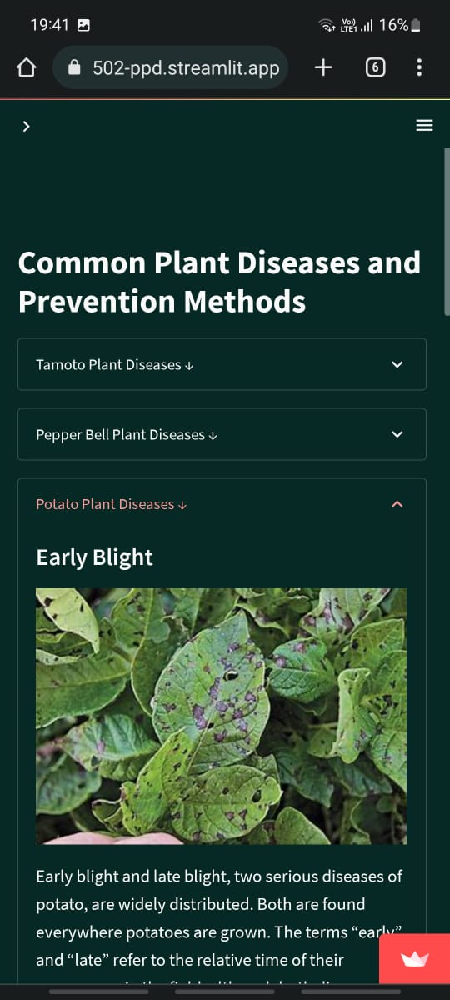 19:41
Vo)) LTE1 16%
502-ppd.streamlit.app
6
Common Plant Diseases and
Prevention Methods
Tamoto Plant Diseases ↓
Pepper Bell Plant Diseases ↓
Potato Plant Diseases ↓
Early Blight
Early blight and late blight, two serious diseases of
potato, are widely distributed. Both are found
everywhere potatoes are grown. The terms “early”
and “late” refer to the relative time of their